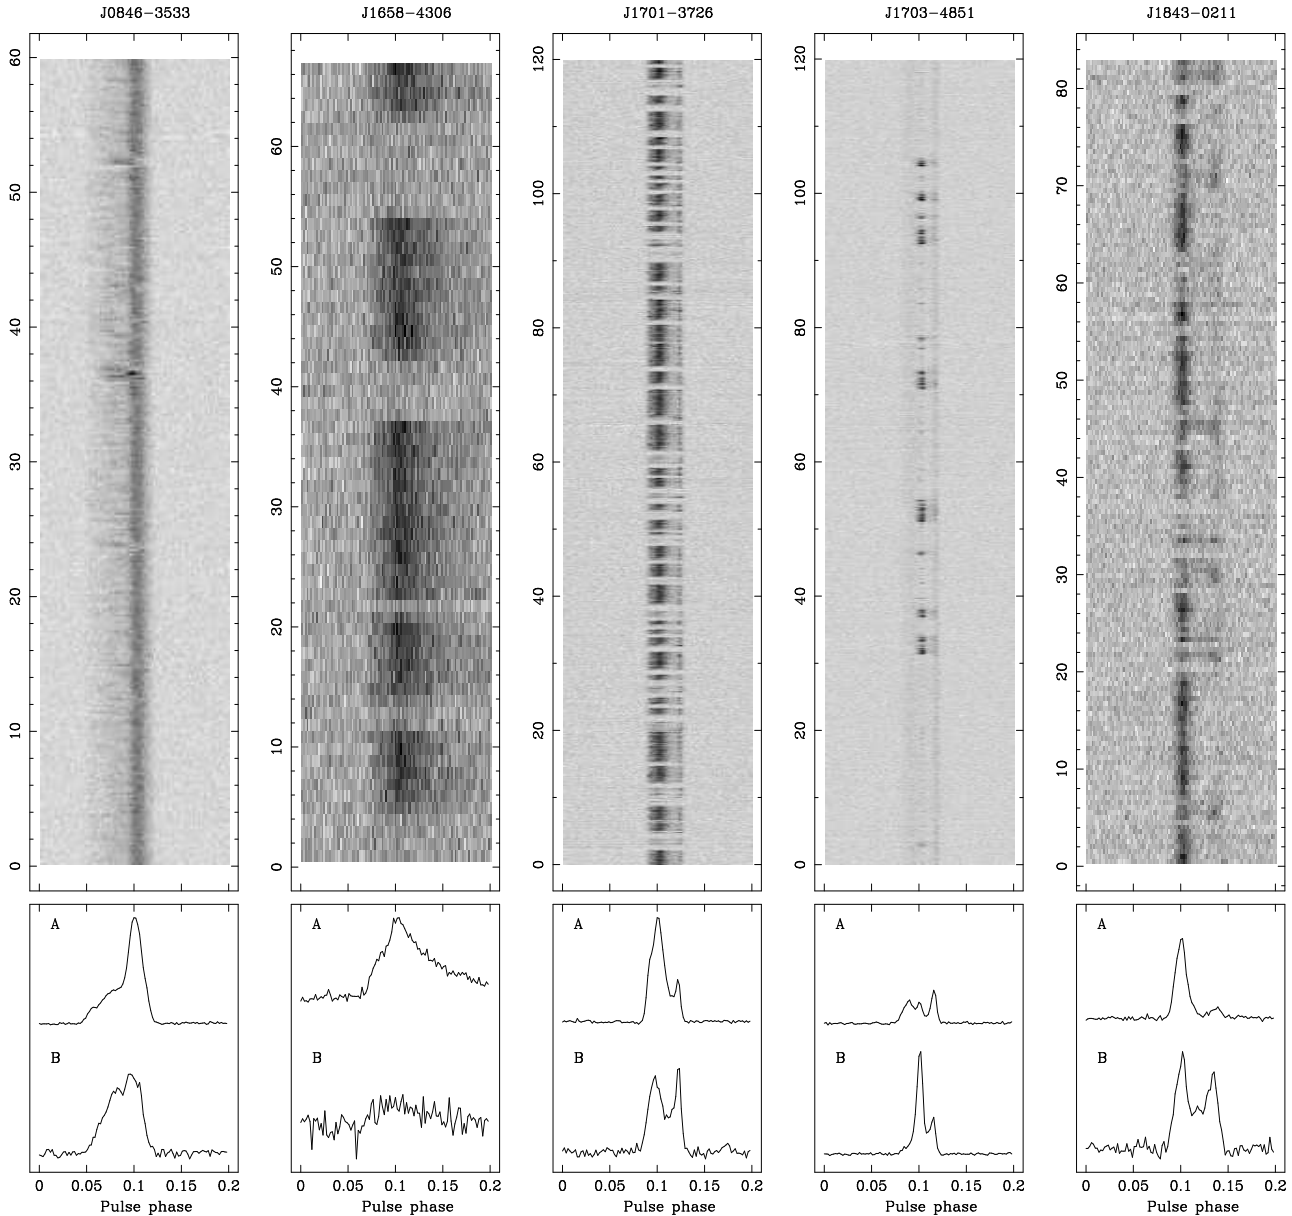 J0846−3533 J1658−4306 J1701−3726 J1703−4851 J1843−0211
0 10 20 30 40 50 60
0 10 20 30 40 50 60
0 20 40 60 80 100 120
0 20 40 60 80 100 120
0 10 20 30 40 50 60 70 80
A A A A A
B B B B B
0 0.05 0.1 0.15 0.2 0 0.05 0.1 0.15 0.2 0 0.05 0.1 0.15 0.2 0 0.05 0.1 0.15 0.2 0 0.05 0.1 0.15 0.2
Pulse phase Pulse phase Pulse phase Pulse phase Pulse phase